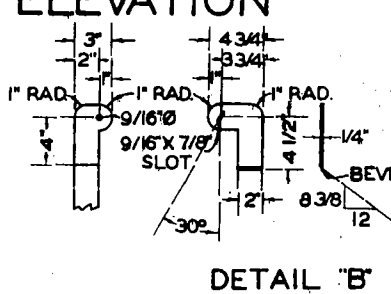 ELEVATION
3"
2"
1"
1" RAD.
1" RAD.
4"
9/16"Ø
9/16" X 7/8"
SLOT
4 3/4"
3 3/4"
1"
1" RAD.
4 1/2"
2"
30°
1/4"
BEV
8 3/8
12
DETAIL "B"